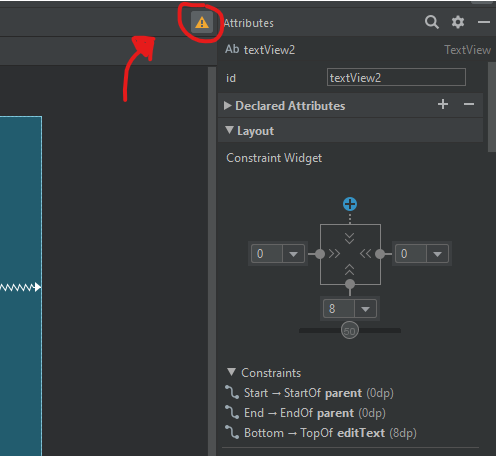 Attributes
Ab textView2 TextView
id textView2
Declared Attributes
Layout
Constraint Widget
0 0
8
50
Constraints
Start → StartOf parent (0dp)
End → EndOf parent (0dp)
Bottom → TopOf editText (8dp)